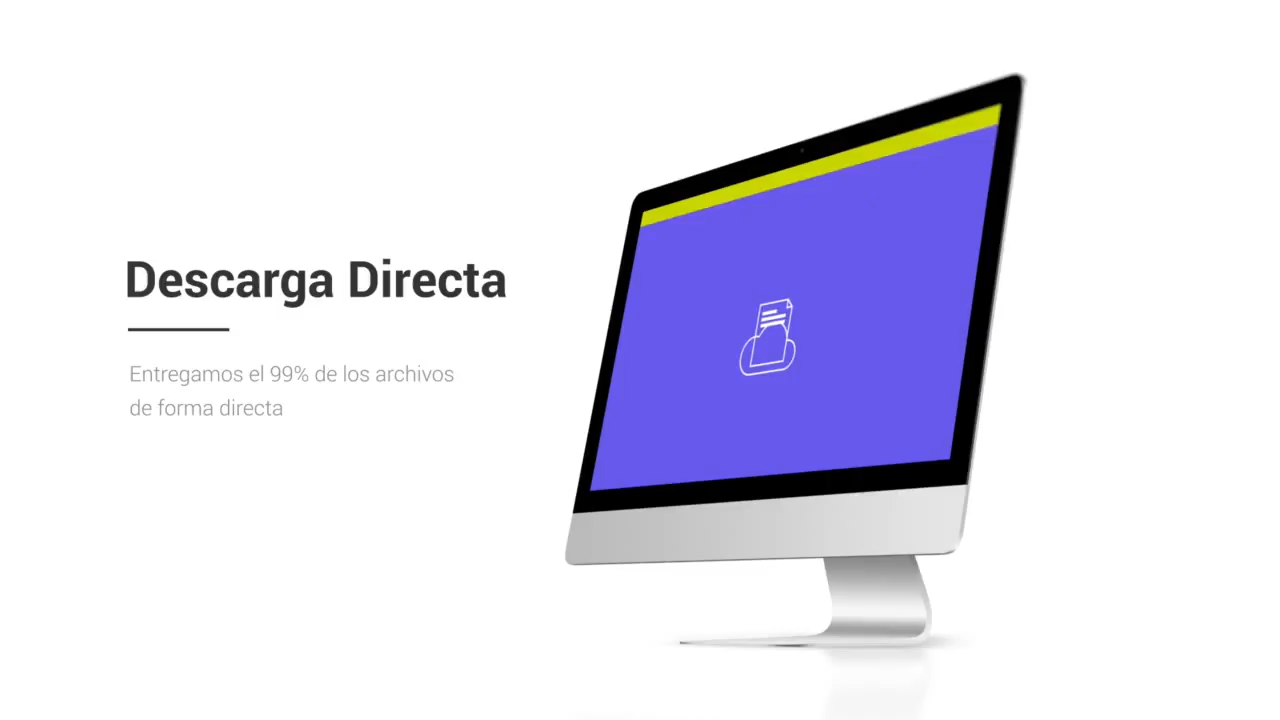 Descarga Directa
Entregamos el 99% de los archivos
de forma directa